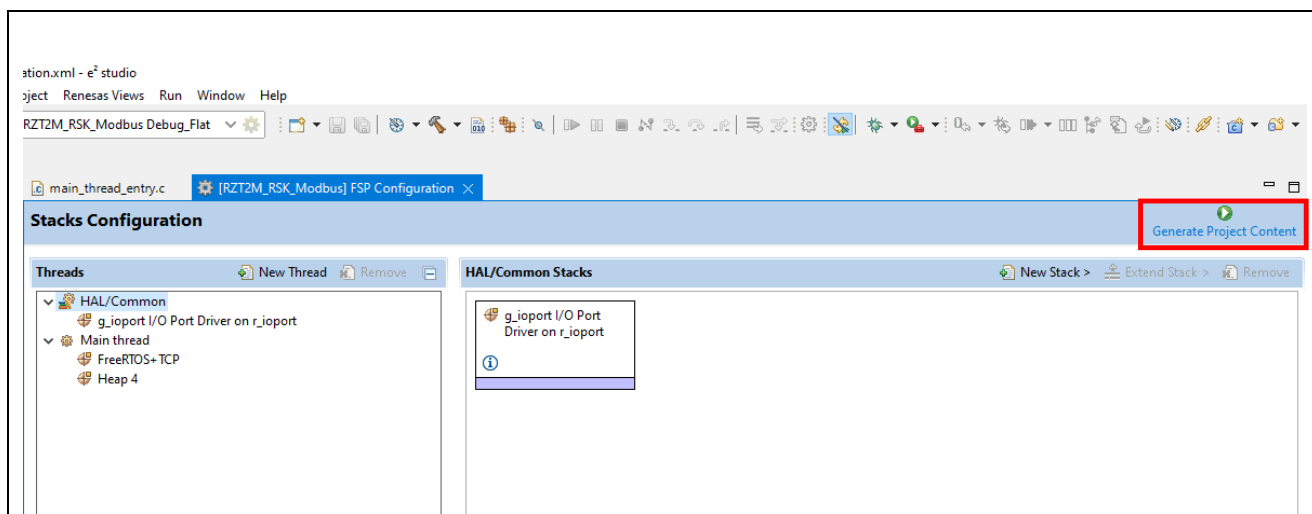 ation.xml - e² studio
oject Renesas Views Run Window Help
RZT2M_RSK_Modbus Debug_Flat
010
main_thread_entry.c [RZT2M_RSK_Modbus] FSP Configuration
Stacks Configuration
Generate Project Content
Threads New Thread Remove HAL/Common Stacks New Stack > Extend Stack > Remove
HAL/Common
g_ioport I/O Port Driver on r_ioport
Main thread
FreeRTOS+TCP
Heap 4
g_ioport I/O Port
Driver on r_ioport